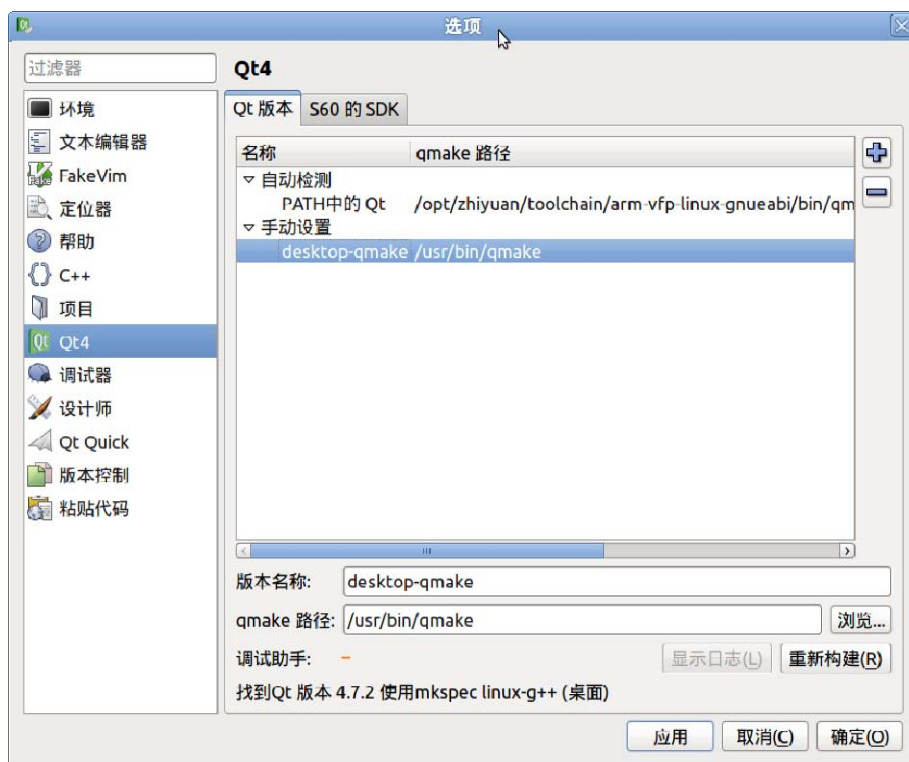 选项
过滤器
环境
文本编辑器
FakeVim
定位器
帮助
C++
项目
Qt4
调试器
设计师
Qt Quick
版本控制
粘贴代码
Qt4
Qt 版本 S60 的 SDK
名称 qmake 路径
自动检测
PATH中的 Qt /opt/zhiyuan/toolchain/arm-vfp-linux-gnueabi/bin/qm
手动设置
desktop-qmake /usr/bin/qmake
版本名称: desktop-qmake
qmake 路径: /usr/bin/qmake 浏览...
调试助手: – 显示日志(L) 重新构建(R)
找到Qt 版本 4.7.2 使用mkspec linux-g++ (桌面)
应用 取消(C) 确定(O)